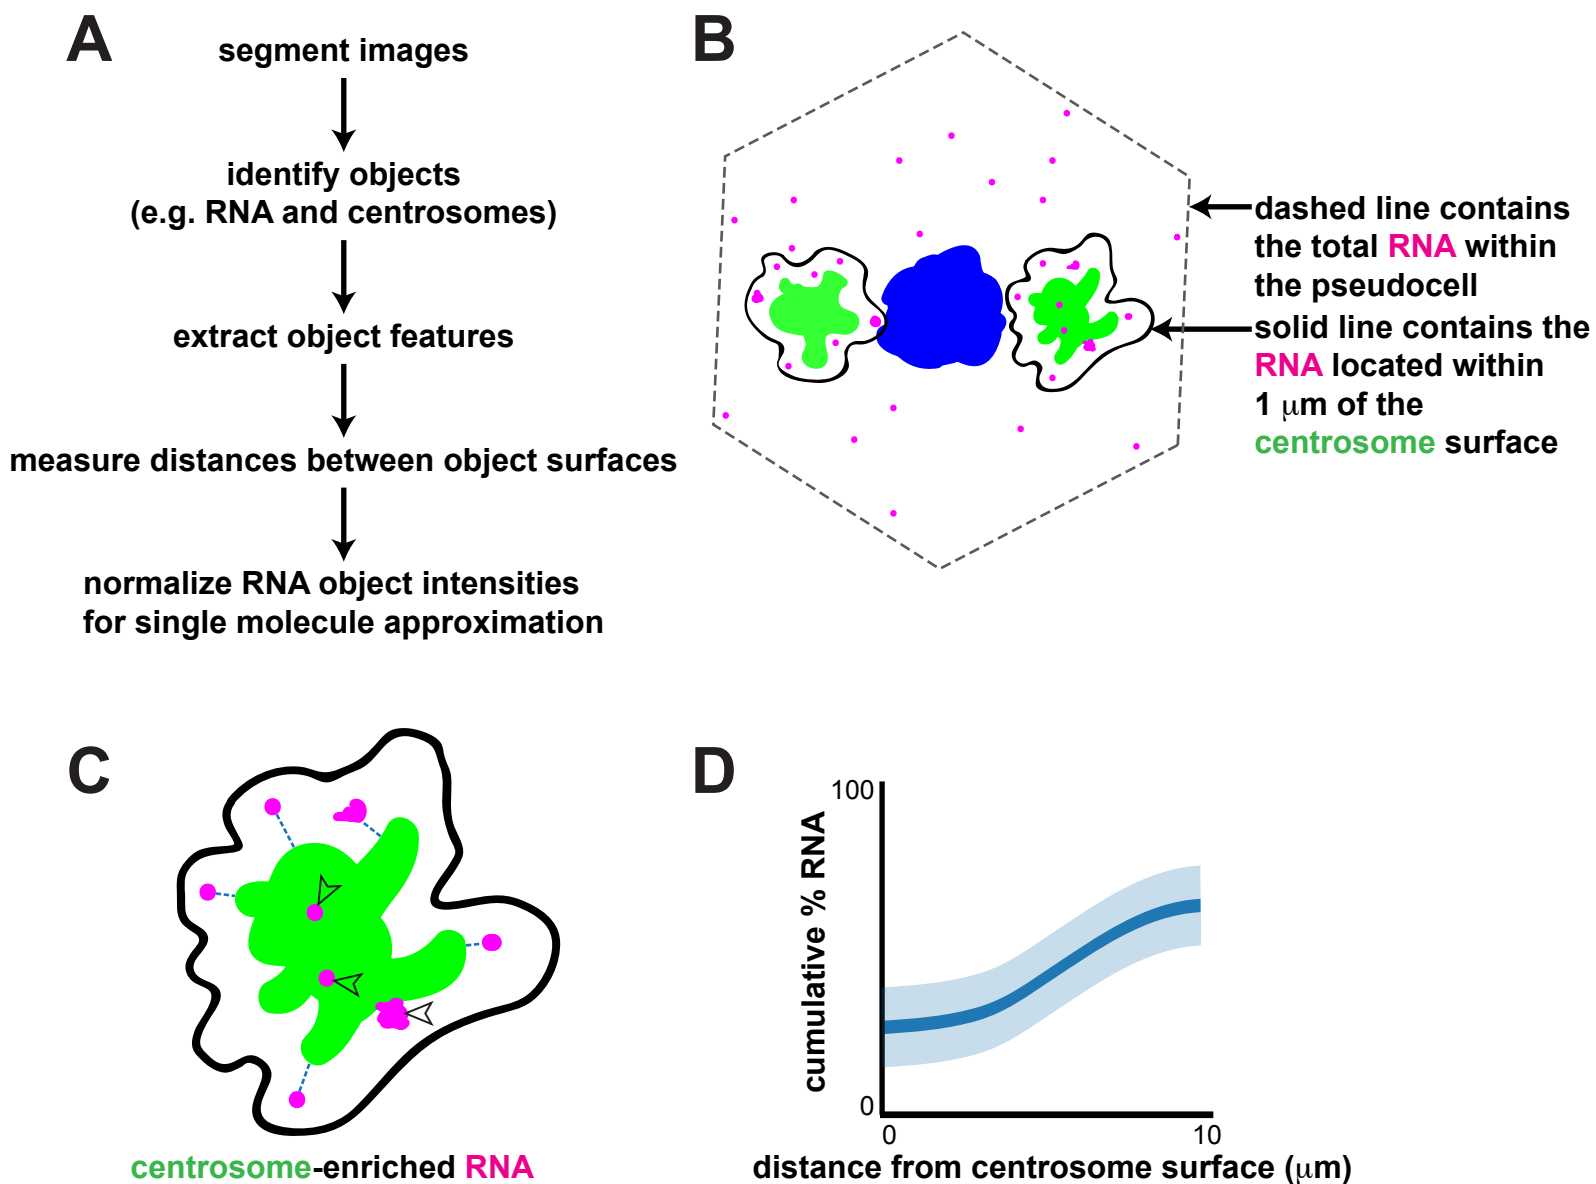 A
segment images
identify objects
(e.g. RNA and centrosomes)
extract object features
measure distances between object surfaces
normalize RNA object intensities
for single molecule approximation
B
dashed line contains
the total RNA within
the pseudocell
solid line contains the
RNA located within
1 μm of the
centrosome surface
C
centrosome-enriched RNA
D
100
cumulative % RNA
0
0
10
distance from centrosome surface (μm)